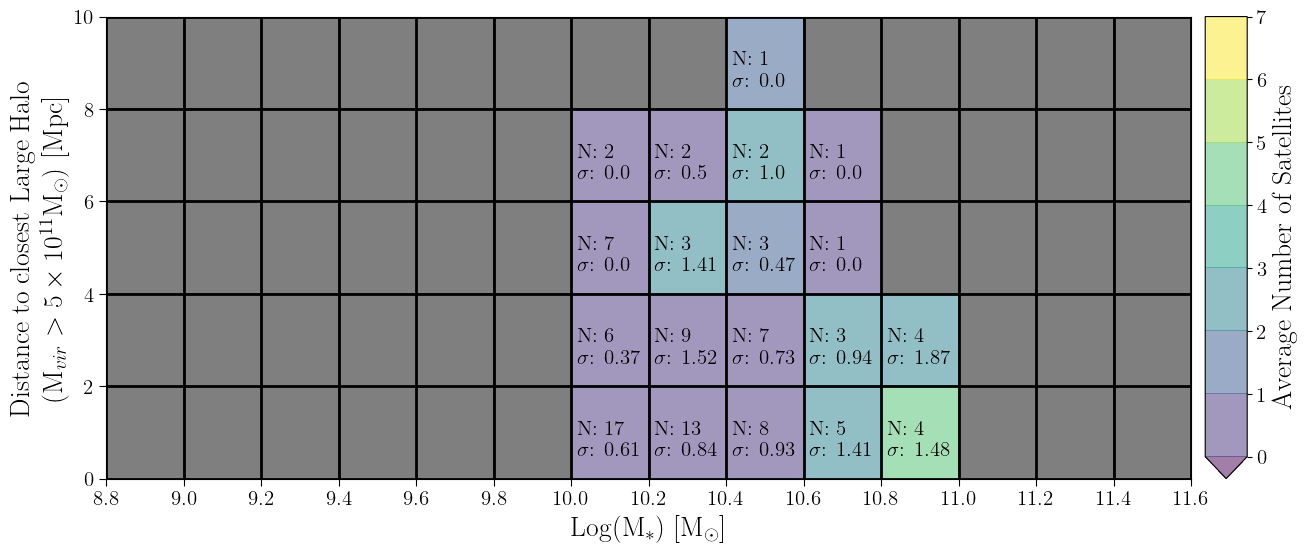 Distance to closest Large Halo
(M_vir > 5 × 10^11 M_⊙) [Mpc]
10
8
6
4
2
0
N: 1
σ: 0.0
N: 2
σ: 0.0
N: 2
σ: 0.5
N: 2
σ: 1.0
N: 1
σ: 0.0
N: 7
σ: 0.0
N: 3
σ: 1.41
N: 3
σ: 0.47
N: 1
σ: 0.0
N: 6
σ: 0.37
N: 9
σ: 1.52
N: 7
σ: 0.73
N: 3
σ: 0.94
N: 4
σ: 1.87
N: 17
σ: 0.61
N: 13
σ: 0.84
N: 8
σ: 0.93
N: 5
σ: 1.41
N: 4
σ: 1.48
8.8 9.0 9.2 9.4 9.6 9.8 10.0 10.2 10.4 10.6 10.8 11.0 11.2 11.4 11.6
Log(M_*) [M_⊙]
7
6
5
4
3
2
1
0
Average Number of Satellites